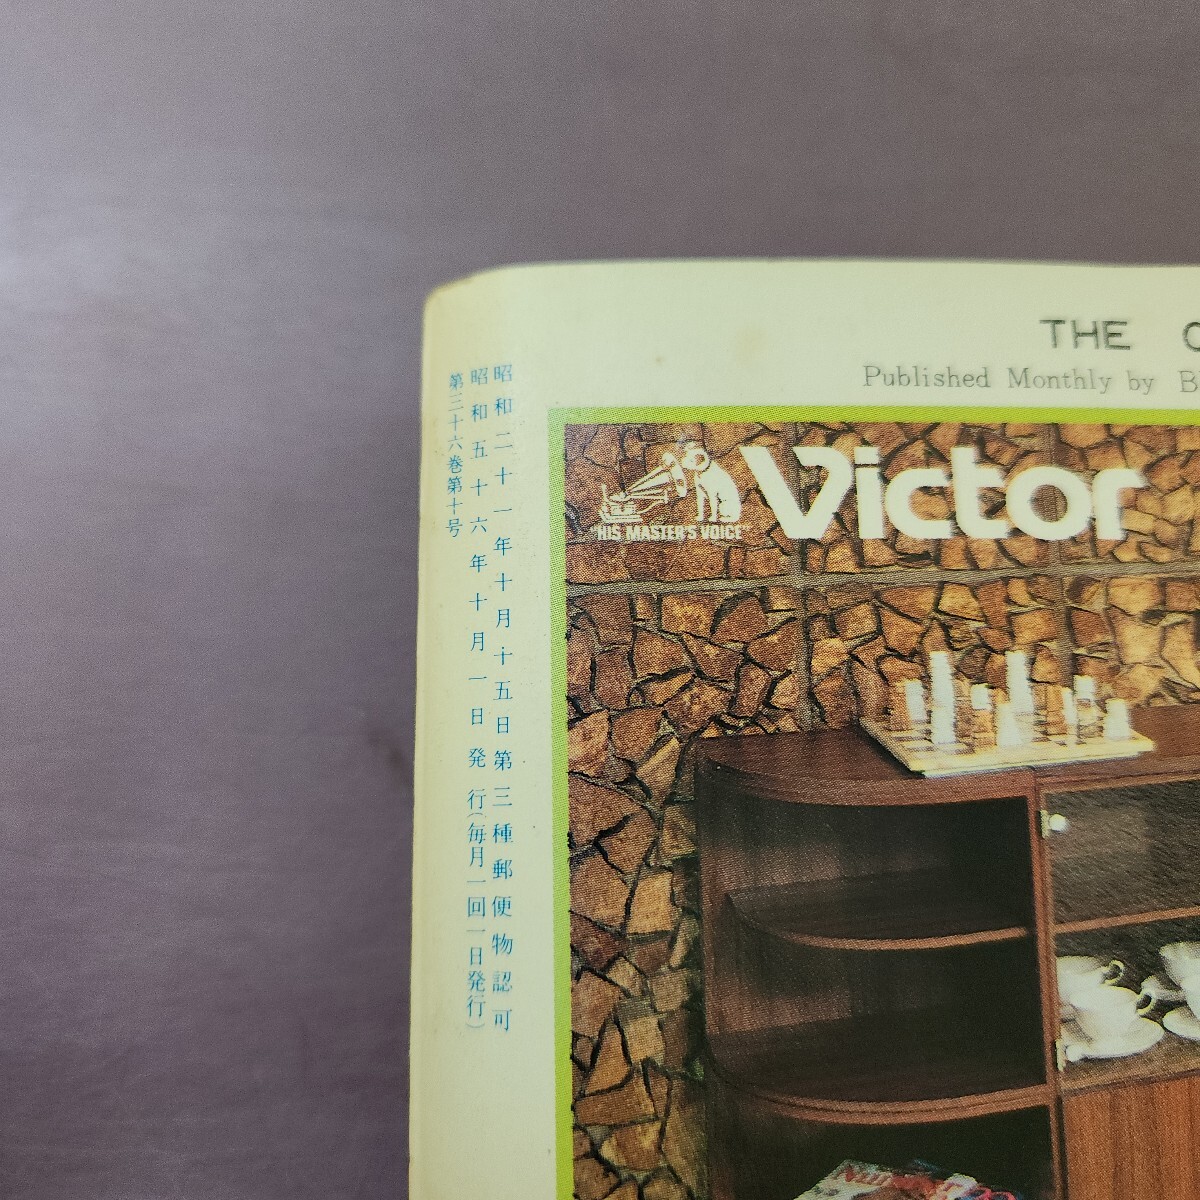 THE
Published Monthly by
Victor
"HIS MASTER'S VOICE"
昭和二十一年十月十五日第三種郵便物認可
昭和五十六年十月一日発行(毎月一回一日発行)
第三十六巻第十号